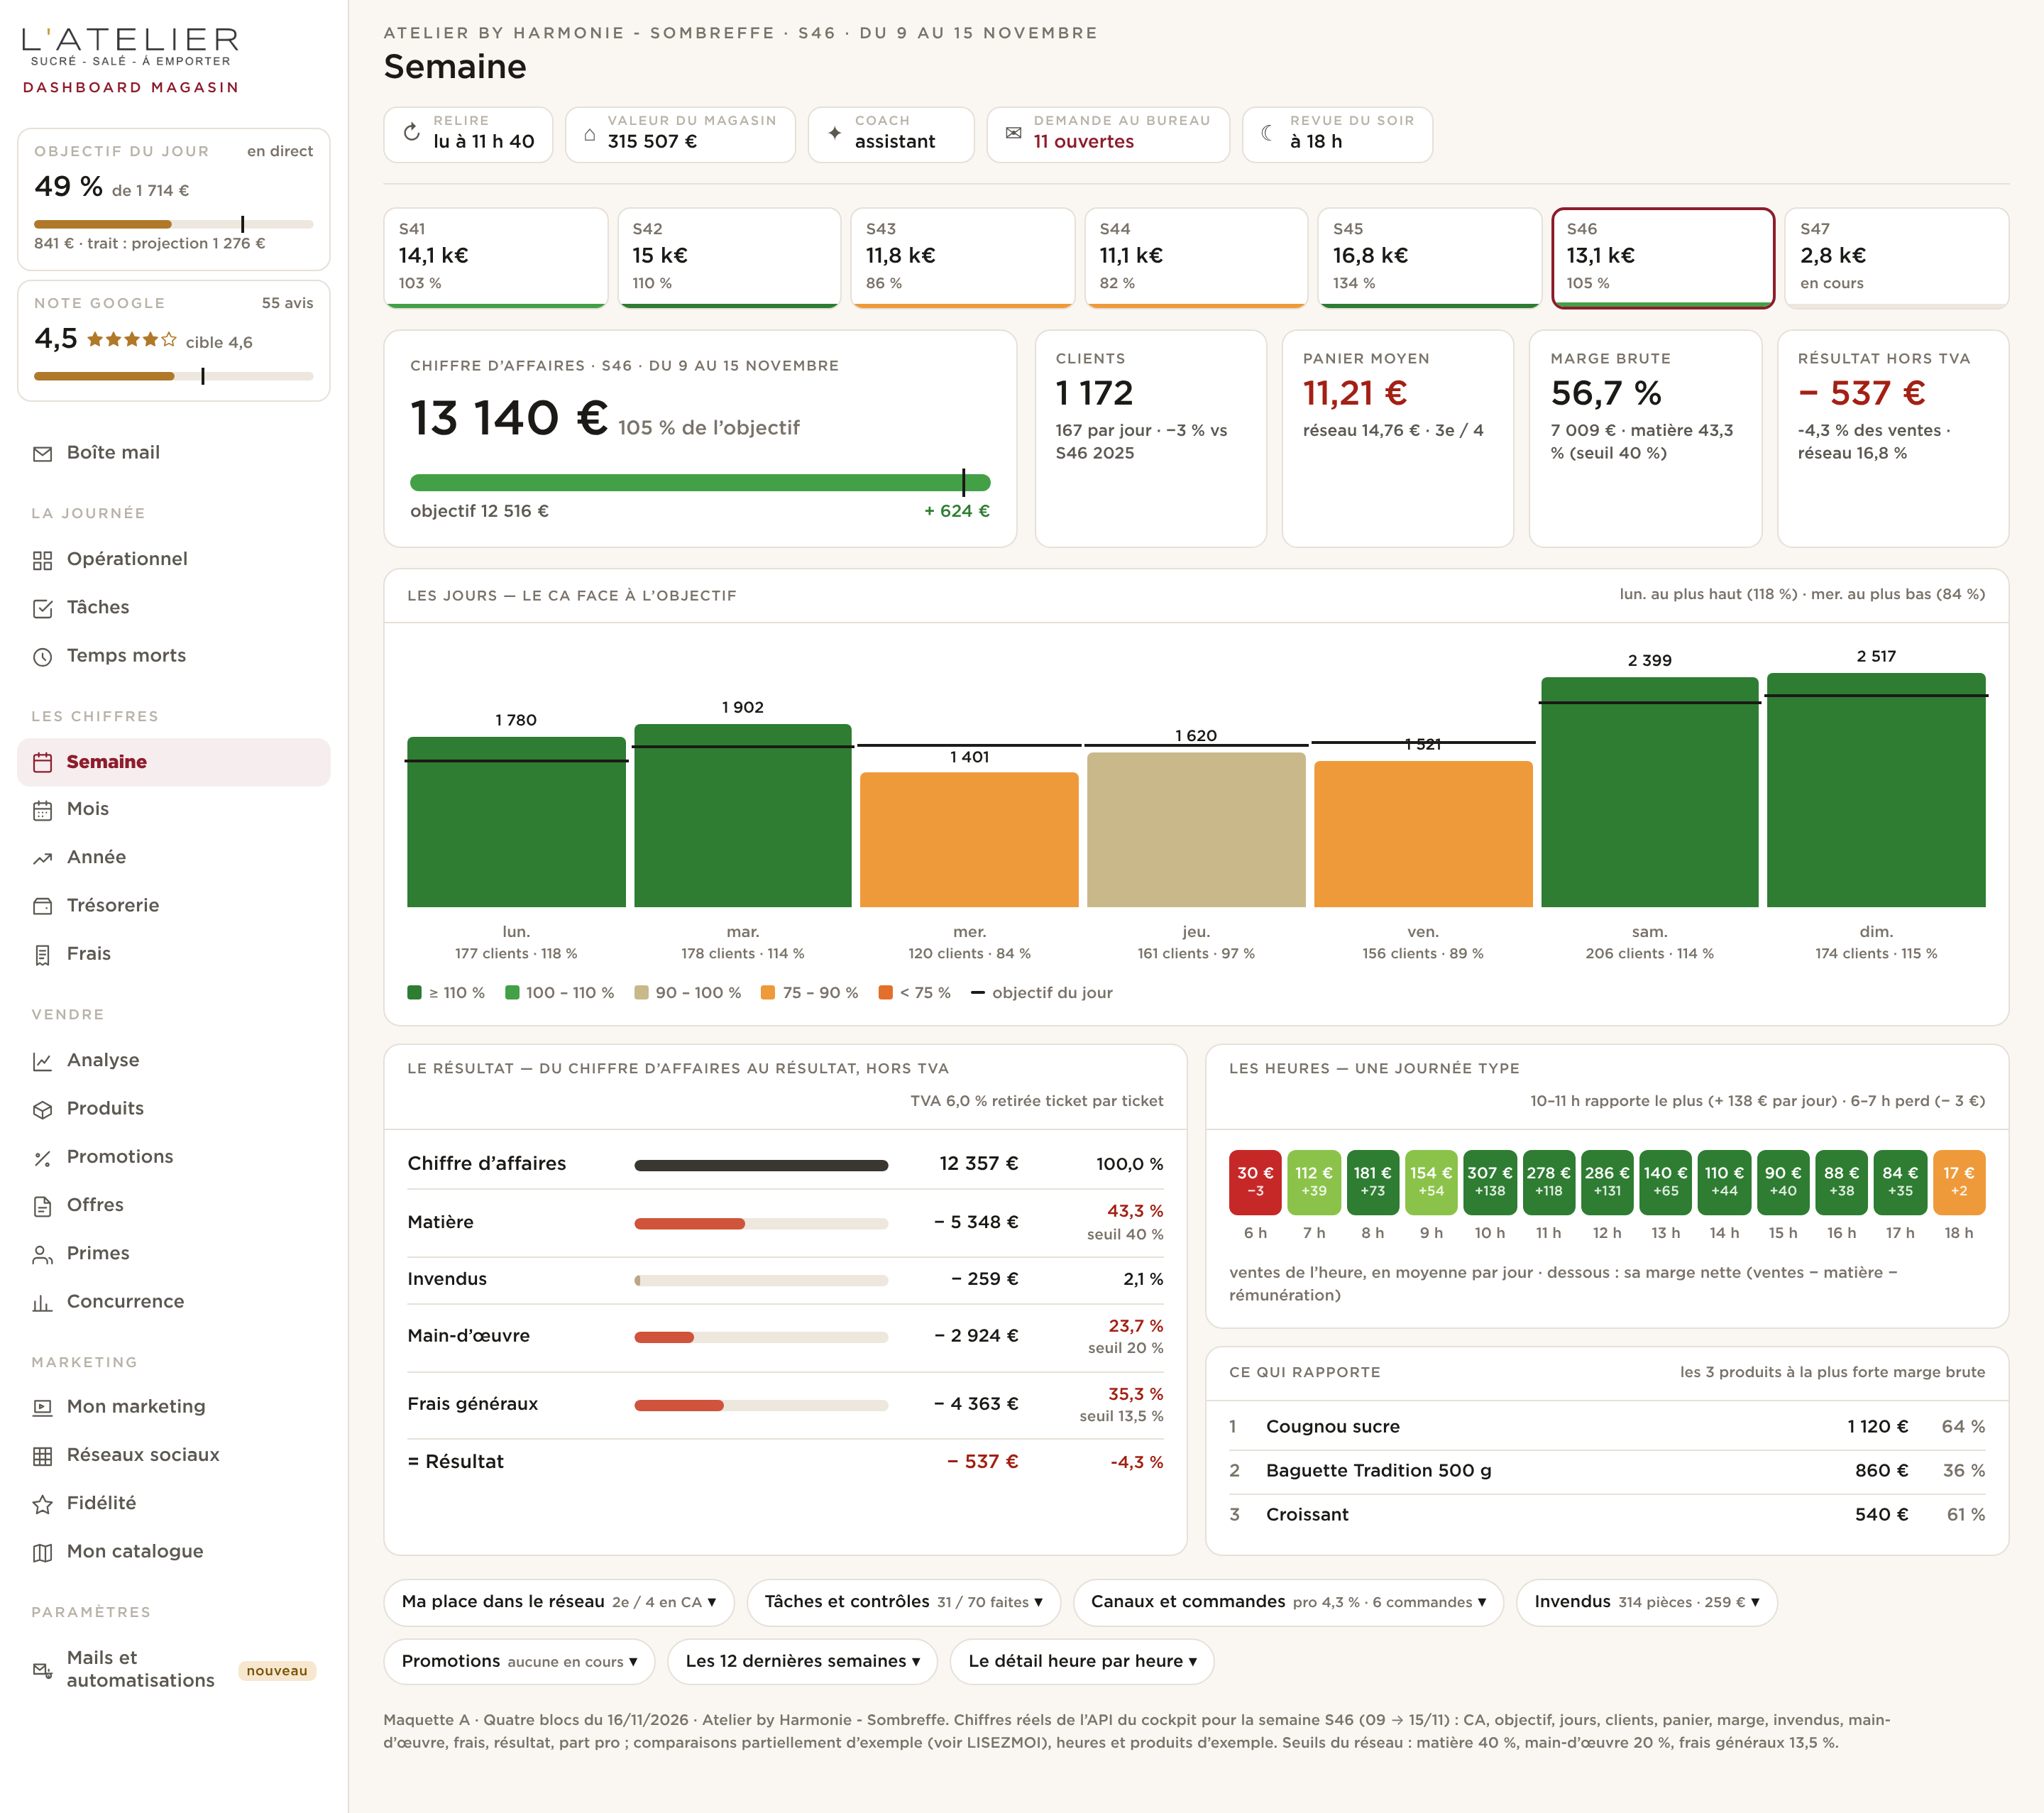 L'ATELIER
SUCRÉ - SALÉ - Á EMPORTER
DASHBOARD MAGASIN
OBJECTIF DU JOUR en direct
49 % de 1 714 €
841 € · trait : projection 1 276 €
NOTE GOOGLE 55 avis
4,5 ★★★★☆ cible 4,6
Boîte mail
LA JOURNÉE
Opérationnel
Tâches
Temps morts
LES CHIFFRES
Semaine
Mois
Année
Trésorerie
Frais
VENDRE
Analyse
Produits
Promotions
Offres
Primes
Concurrence
MARKETING
Mon marketing
Réseaux sociaux
Fidélité
Mon catalogue
PARAMÈTRES
Mails et
automatisations nouveau
ATELIER BY HARMONIE - SOMBREFFE · S46 · DU 9 AU 15 NOVEMBRE
Semaine
RELIRE
lu à 11 h 40
VALEUR DU MAGASIN
315 507 €
COACH
assistant
DEMANDE AU BUREAU
11 ouvertes
REVUE DU SOIR
à 18 h
S41
14,1 k€
103 %
S42
15 k€
110 %
S43
11,8 k€
86 %
S44
11,1 k€
82 %
S45
16,8 k€
134 %
S46
13,1 k€
105 %
S47
2,8 k€
en cours
CHIFFRE D’AFFAIRES · S46 · DU 9 AU 15 NOVEMBRE
13 140 € 105 % de l’objectif
objectif 12 516 € + 624 €
CLIENTS
1 172
167 par jour · −3 % vs
S46 2025
PANIER MOYEN
11,21 €
réseau 14,76 € · 3e / 4
MARGE BRUTE
56,7 %
7 009 € · matière 43,3
% (seuil 40 %)
RÉSULTAT HORS TVA
− 537 €
-4,3 % des ventes ·
réseau 16,8 %
LES JOURS — LE CA FACE À L’OBJECTIF lun. au plus haut (118 %) · mer. au plus bas (84 %)
1 780 1 902 1 401 1 620 1 521 2 399 2 517
lun. mar. mer. jeu. ven. sam. dim.
177 clients · 118 % 178 clients · 114 % 120 clients · 84 % 161 clients · 97 % 156 clients · 89 % 206 clients · 114 % 174 clients · 115 %
≥ 110 % 100 – 110 % 90 – 100 % 75 – 90 % < 75 % objectif du jour
LE RÉSULTAT — DU CHIFFRE D’AFFAIRES AU RÉSULTAT, HORS TVA
TVA 6,0 % retirée ticket par ticket
Chiffre d’affaires 12 357 € 100,0 %
Matière − 5 348 € 43,3 %
seuil 40 %
Invendus − 259 € 2,1 %
Main-d’œuvre − 2 924 € 23,7 %
seuil 20 %
Frais généraux − 4 363 € 35,3 %
seuil 13,5 %
= Résultat − 537 € -4,3 %
LES HEURES — UNE JOURNÉE TYPE
10–11 h rapporte le plus (+ 138 € par jour) · 6–7 h perd (− 3 €)
30 € 112 € 181 € 154 € 307 € 278 € 286 € 140 € 110 € 90 € 88 € 84 € 17 €
−3 +39 +73 +54 +138 +118 +131 +65 +44 +40 +38 +35 +2
6 h 7 h 8 h 9 h 10 h 11 h 12 h 13 h 14 h 15 h 16 h 17 h 18 h
ventes de l’heure, en moyenne par jour · dessous : sa marge nette (ventes − matière −
rémunération)
CE QUI RAPPORTE les 3 produits à la plus forte marge brute
1 Cougnou sucre 1 120 € 64 %
2 Baguette Tradition 500 g 860 € 36 %
3 Croissant 540 € 61 %
Ma place dans le réseau 2e / 4 en CA ▾
Tâches et contrôles 31 / 70 faites ▾
Canaux et commandes pro 4,3 % · 6 commandes ▾
Invendus 314 pièces · 259 € ▾
Promotions aucune en cours ▾
Les 12 dernières semaines ▾
Le détail heure par heure ▾
Maquette A · Quatre blocs du 16/11/2026 · Atelier by Harmonie - Sombreffe. Chiffres réels de l’API du cockpit pour la semaine S46 (09 → 15/11) : CA, objectif, jours, clients, panier, marge, invendus, main-
d’œuvre, frais, résultat, part pro ; comparaisons partiellement d’exemple (voir LISEZMOI), heures et produits d’exemple. Seuils du réseau : matière 40 %, main-d’œuvre 20 %, frais généraux 13,5 %.